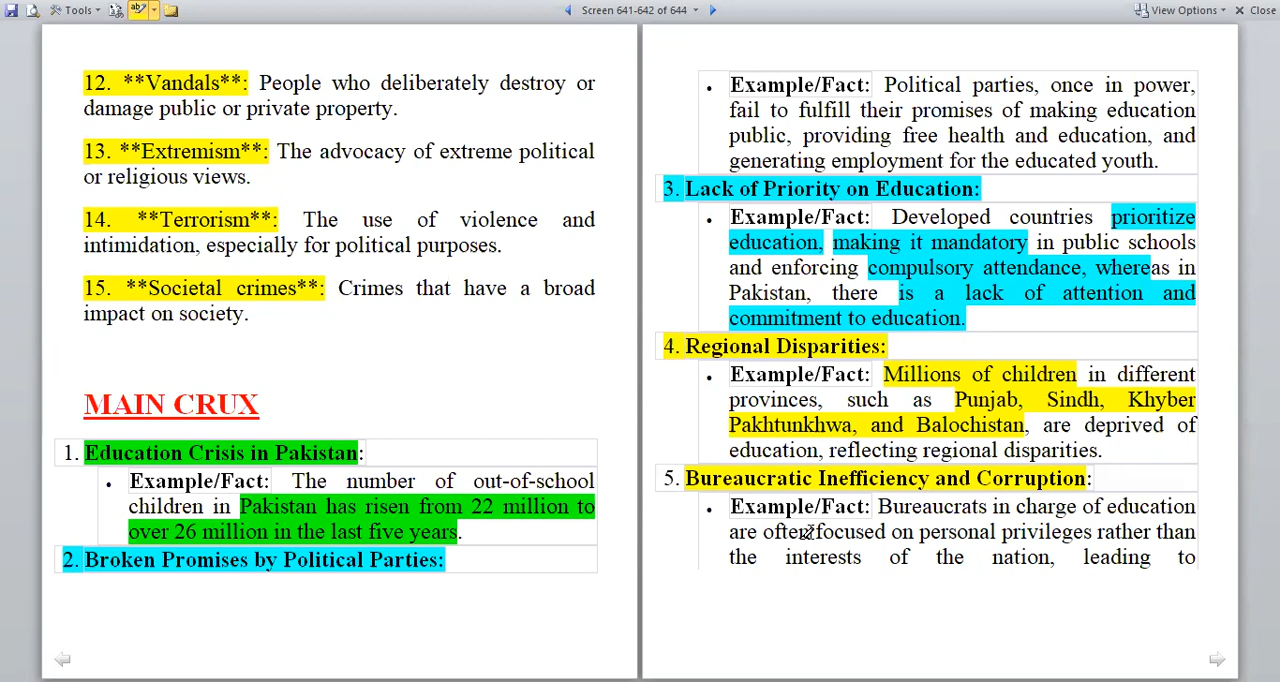 Tools
Screen 641-642 of 644
View Options
Close
12. **Vandals**: People who deliberately destroy or
damage public or private property.
13. **Extremism**: The advocacy of extreme political
or religious views.
14. **Terrorism**: The use of violence and
intimidation, especially for political purposes.
15. **Societal crimes**: Crimes that have a broad
impact on society.
MAIN CRUX
1. Education Crisis in Pakistan:
• Example/Fact: The number of out-of-school
children in Pakistan has risen from 22 million to
over 26 million in the last five years.
2. Broken Promises by Political Parties:
• Example/Fact: Political parties, once in power,
fail to fulfill their promises of making education
public, providing free health and education, and
generating employment for the educated youth.
3. Lack of Priority on Education:
• Example/Fact: Developed countries prioritize
education, making it mandatory in public schools
and enforcing compulsory attendance, whereas in
Pakistan, there is a lack of attention and
commitment to education.
4. Regional Disparities:
• Example/Fact: Millions of children in different
provinces, such as Punjab, Sindh, Khyber
Pakhtunkhwa, and Balochistan, are deprived of
education, reflecting regional disparities.
5. Bureaucratic Inefficiency and Corruption:
• Example/Fact: Bureaucrats in charge of education
are often focused on personal privileges rather than
the interests of the nation, leading to